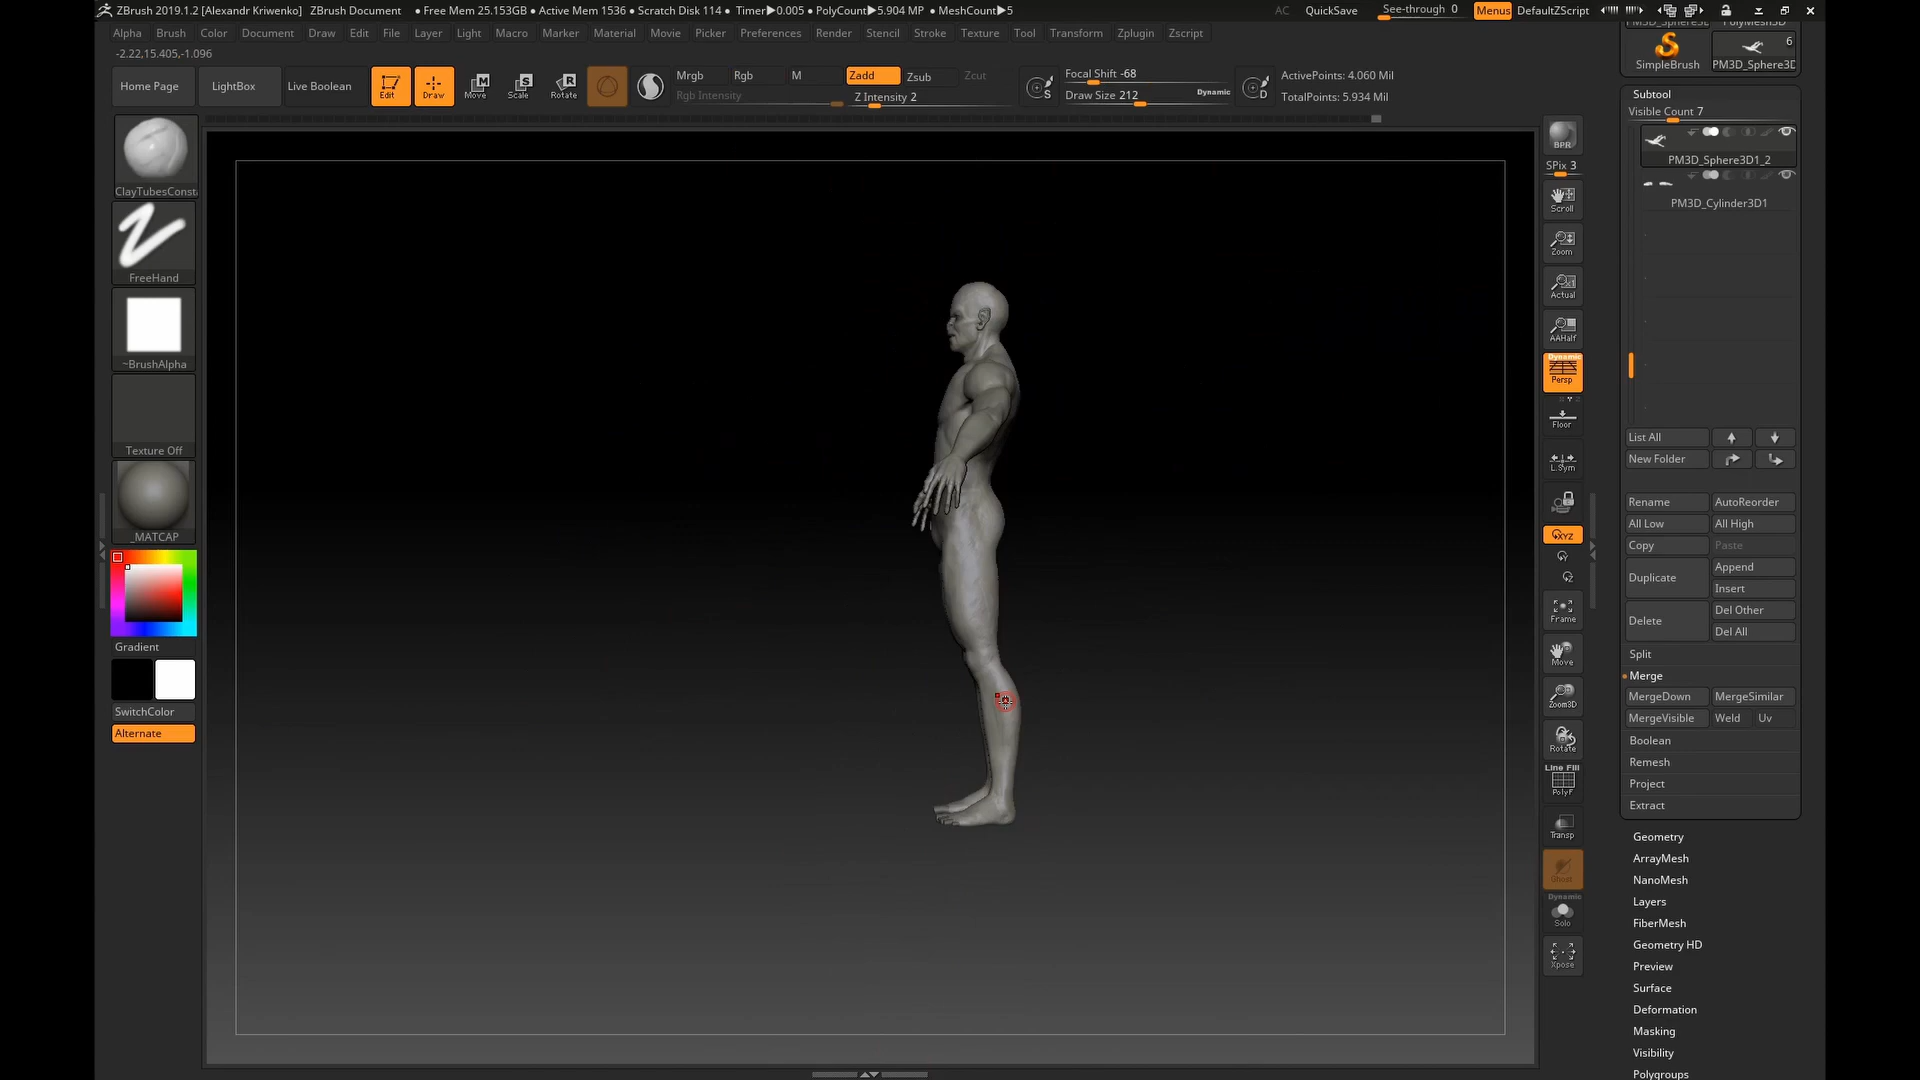 ZBrush 2019.1.2 [Alexandr Kriwenko] ZBrush Document • Free Mem 25.153GB • Active Mem 1536 • Scratch Disk 114 • Timer▶0.005 • PolyCount▶5.904 MP • MeshCount▶5 AC QuickSave See-through 0 Menus DefaultZScript
Alpha Brush Color Document Draw Edit File Layer Light Macro Marker Material Movie Picker Preferences Render Stencil Stroke Texture Tool Transform Zplugin Zscript
-2.22,15.405,-1.096
Home Page LightBox Live Boolean
Edit Draw Move Scale Rotate
Mrgb Rgb M Zadd Zsub Zcut
Rgb Intensity Z Intensity 2
Focal Shift -68
Draw Size 212 Dynamic
ActivePoints: 4.060 Mil
TotalPoints: 5.934 Mil
ClayTubesConsta
FreeHand
~BrushAlpha
Texture Off
_MATCAP
Gradient
SwitchColor
Alternate
BPR
SPix 3
Scroll
Zoom
Actual
AAHalf
Dynamic
Persp
Floor
L.Sym
XYZ
Frame
Move
Zoom3D
Rotate
Line Fill
PolyF
Transp
Ghost
Dynamic
Solo
Xpose
SimpleBrush
6
PM3D_Sphere3D
Subtool
Visible Count 7
PM3D_Sphere3D1_2
PM3D_Cylinder3D1
List All
New Folder
Rename AutoReorder
All Low All High
Copy Paste
Duplicate Append
Insert
Delete Del Other
Del All
Split
Merge
MergeDown MergeSimilar
MergeVisible Weld Uv
Boolean
Remesh
Project
Extract
Geometry
ArrayMesh
NanoMesh
Layers
FiberMesh
Geometry HD
Preview
Surface
Deformation
Masking
Visibility
Polygroups